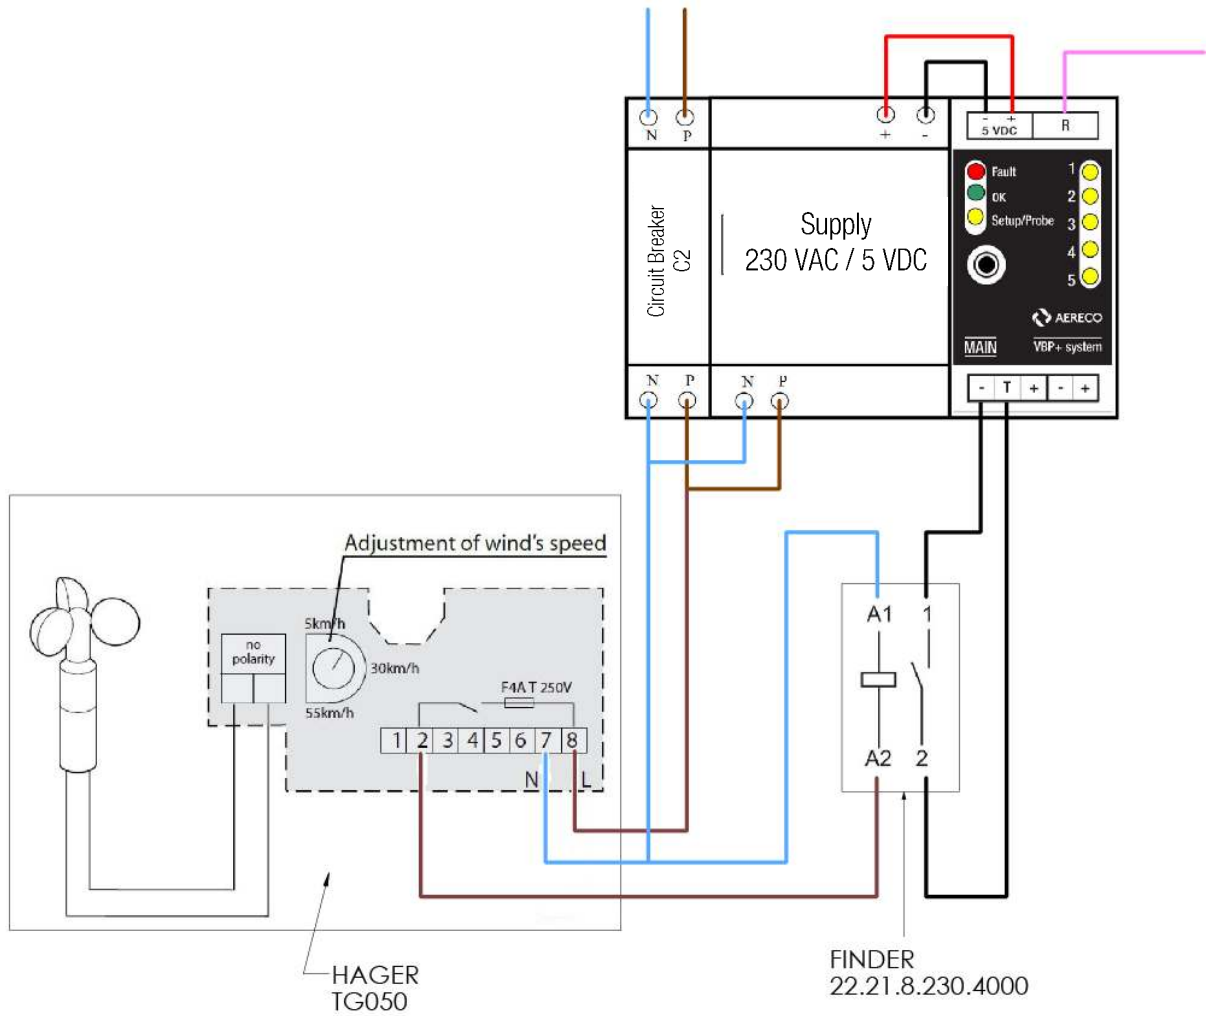 N P + - - + R
5 VDC
Fault
OK
Setup/Probe
1
2
3
4
5
Circuit Breaker
C2
Supply
230 VAC / 5 VDC
AERECO
MAIN VBP+ system
N P N P - T + - +
Adjustment of wind's speed
no
polarity
5km/h
30km/h
55km/h
F4A T 250V
1 2 3 4 5 6 7 8
N L
A1 1
A2 2
HAGER
TG050
FINDER
22.21.8.230.4000